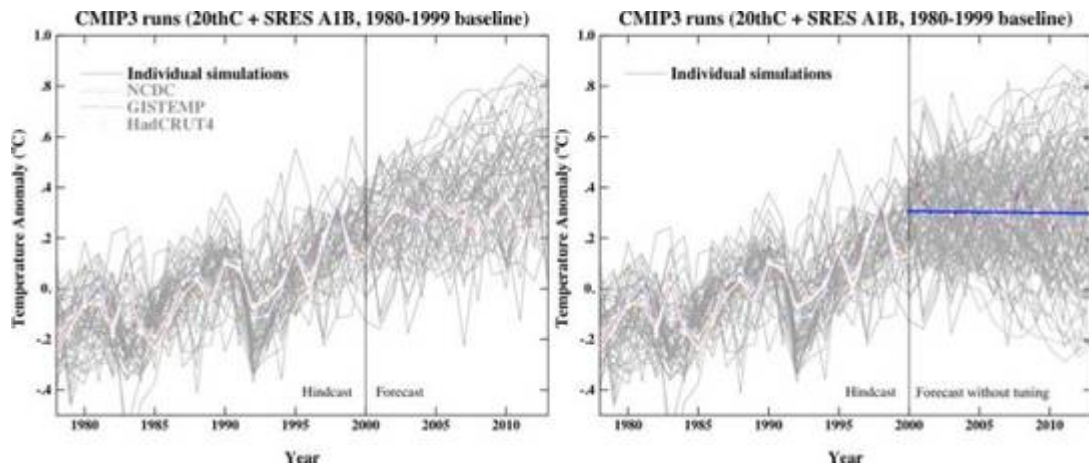 CMIP3 runs (20thC + SRES A1B, 1980-1999 baseline)
1.0
.8
.6
.4
.2
0.
-.2
-.4
Temperature Anomaly (°C)
Individual simulations
NCDC
GISTEMP
HadCRUT4
Hindcast
Forecast
1980 1985 1990 1995 2000 2005 2010
Year
CMIP3 runs (20thC + SRES A1B, 1980-1999 baseline)
1.0
.8
.6
.4
.2
0.
-.2
-.4
Temperature Anomaly (°C)
Individual simulations
Hindcast
Forecast without tuning
1980 1985 1990 1995 2000 2005 2010
Year